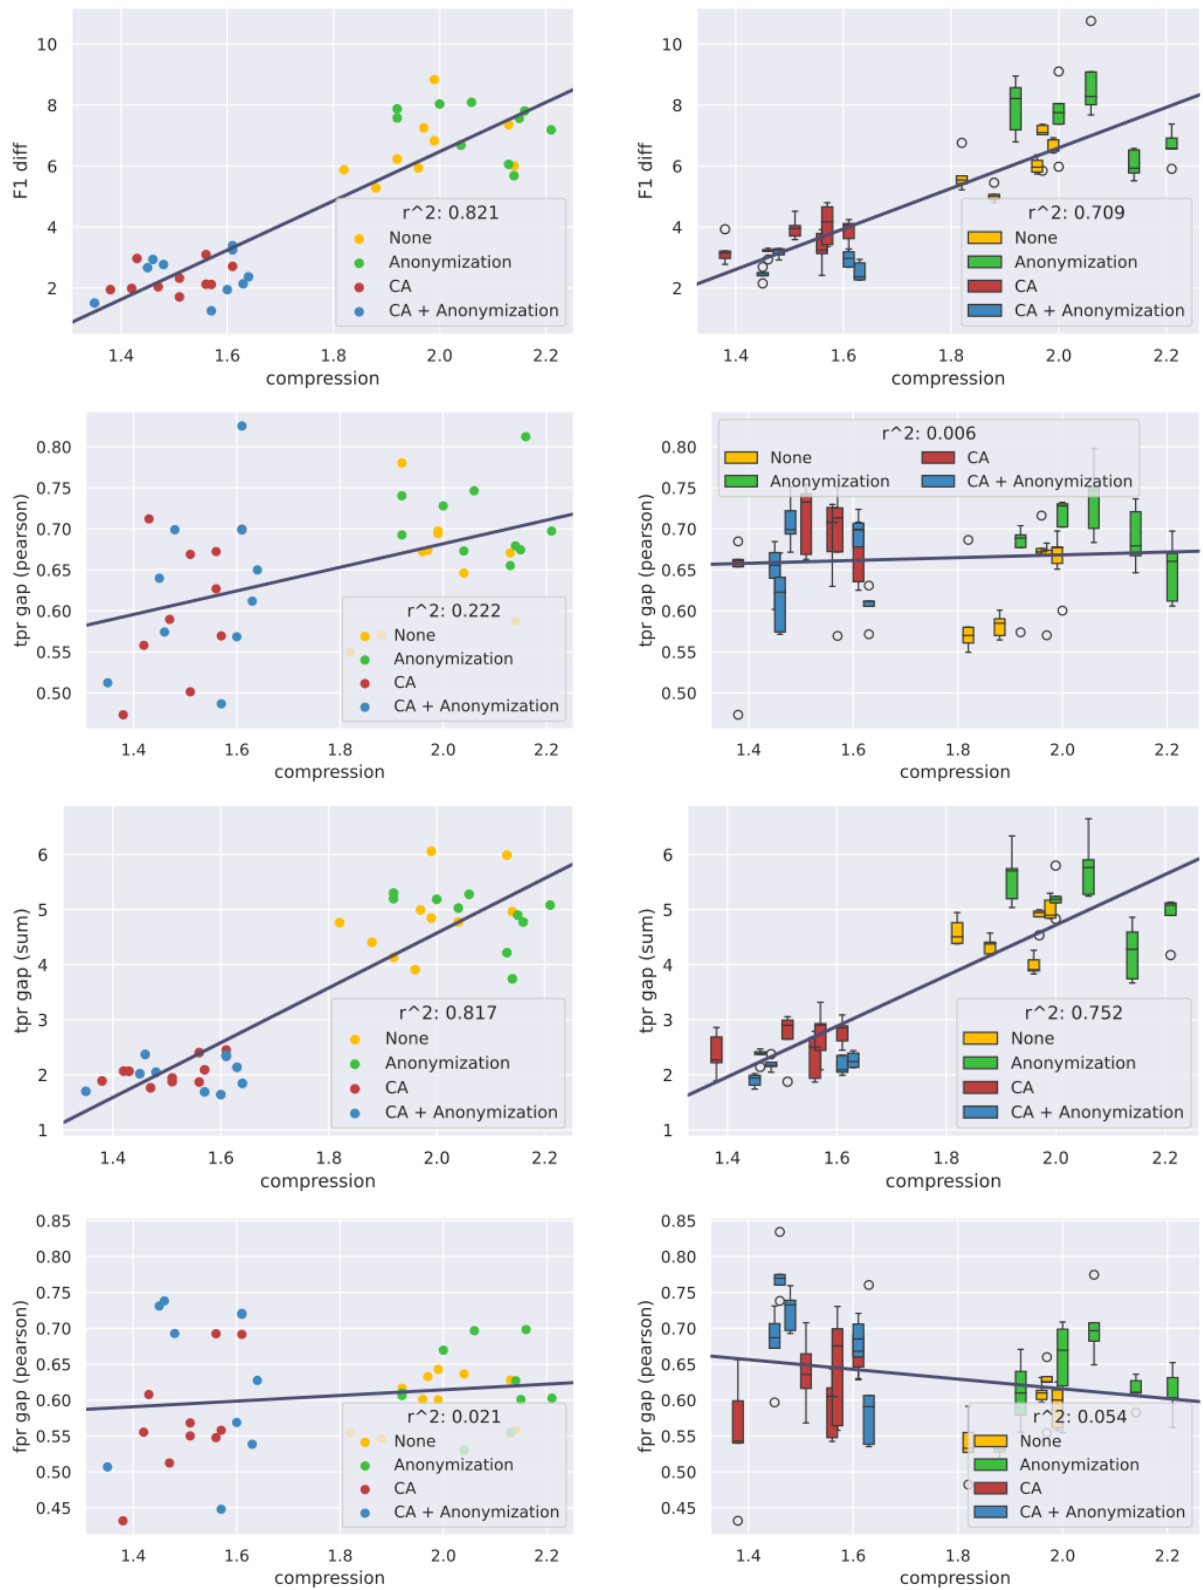 10
8
6
4
2
F1 diff
r^2: 0.821
None
Anonymization
CA
CA + Anonymization
1.4 1.6 1.8 2.0 2.2
compression
10
8
6
4
2
F1 diff
r^2: 0.709
None
Anonymization
CA
CA + Anonymization
1.4 1.6 1.8 2.0 2.2
compression
0.80
0.75
0.70
0.65
0.60
0.55
0.50
tpr gap (pearson)
r^2: 0.222
None
Anonymization
CA
CA + Anonymization
1.4 1.6 1.8 2.0 2.2
compression
0.80
0.75
0.70
0.65
0.60
0.55
0.50
tpr gap (pearson)
r^2: 0.006
None CA
Anonymization CA + Anonymization
1.4 1.6 1.8 2.0 2.2
compression
6
5
4
3
2
1
tpr gap (sum)
r^2: 0.817
None
Anonymization
CA
CA + Anonymization
1.4 1.6 1.8 2.0 2.2
compression
6
5
4
3
2
1
tpr gap (sum)
r^2: 0.752
None
Anonymization
CA
CA + Anonymization
1.4 1.6 1.8 2.0 2.2
compression
0.85
0.80
0.75
0.70
0.65
0.60
0.55
0.50
0.45
fpr gap (pearson)
r^2: 0.021
None
Anonymization
CA
CA + Anonymization
1.4 1.6 1.8 2.0 2.2
compression
0.85
0.80
0.75
0.70
0.65
0.60
0.55
0.50
0.45
fpr gap (pearson)
r^2: 0.054
None
Anonymization
CA
CA + Anonymization
1.4 1.6 1.8 2.0 2.2
compression